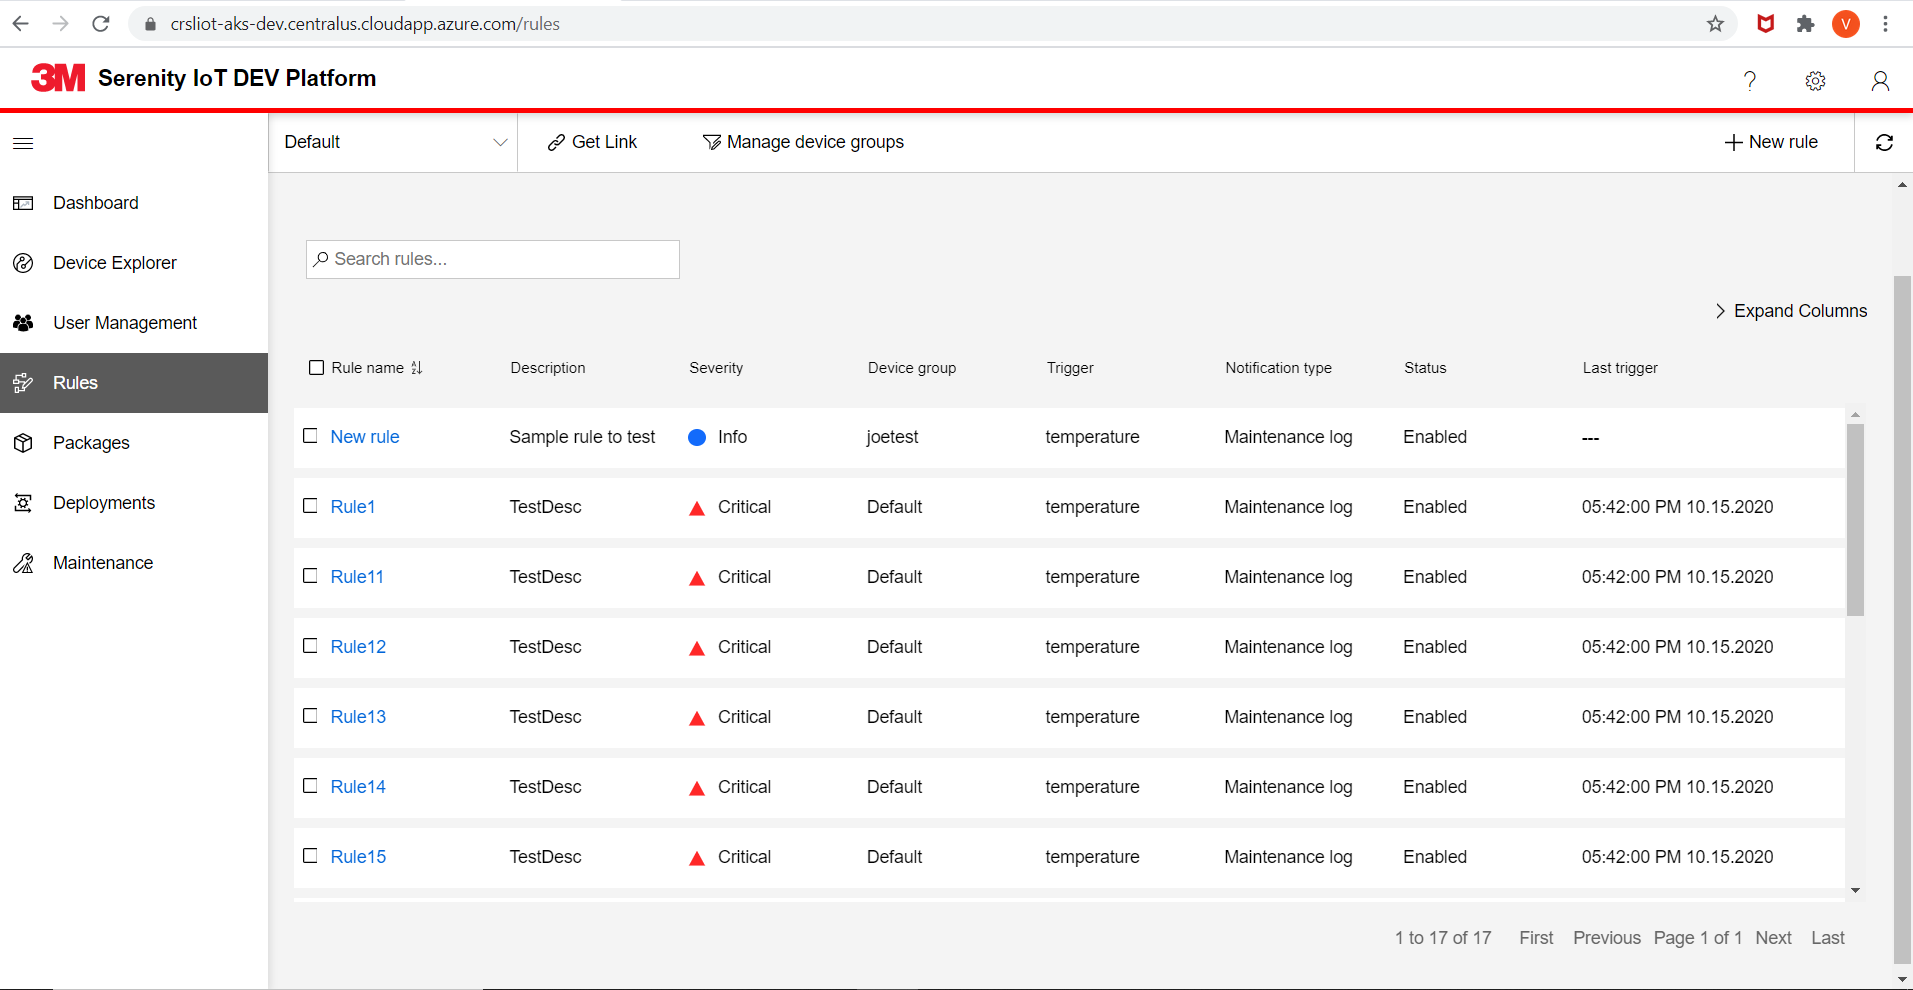 crsliot-aks-dev.centralus.cloudapp.azure.com/rules
V
3M Serenity IoT DEV Platform
Default
Get Link
Manage device groups
New rule
Dashboard
Device Explorer
User Management
Rules
Packages
Deployments
Maintenance
Search rules...
Expand Columns
Rule name Description Severity Device group Trigger Notification type Status Last trigger
New rule Sample rule to test Info joetest temperature Maintenance log Enabled ---
Rule1 TestDesc Critical Default temperature Maintenance log Enabled 05:42:00 PM 10.15.2020
Rule11 TestDesc Critical Default temperature Maintenance log Enabled 05:42:00 PM 10.15.2020
Rule12 TestDesc Critical Default temperature Maintenance log Enabled 05:42:00 PM 10.15.2020
Rule13 TestDesc Critical Default temperature Maintenance log Enabled 05:42:00 PM 10.15.2020
Rule14 TestDesc Critical Default temperature Maintenance log Enabled 05:42:00 PM 10.15.2020
Rule15 TestDesc Critical Default temperature Maintenance log Enabled 05:42:00 PM 10.15.2020
1 to 17 of 17 First Previous Page 1 of 1 Next Last